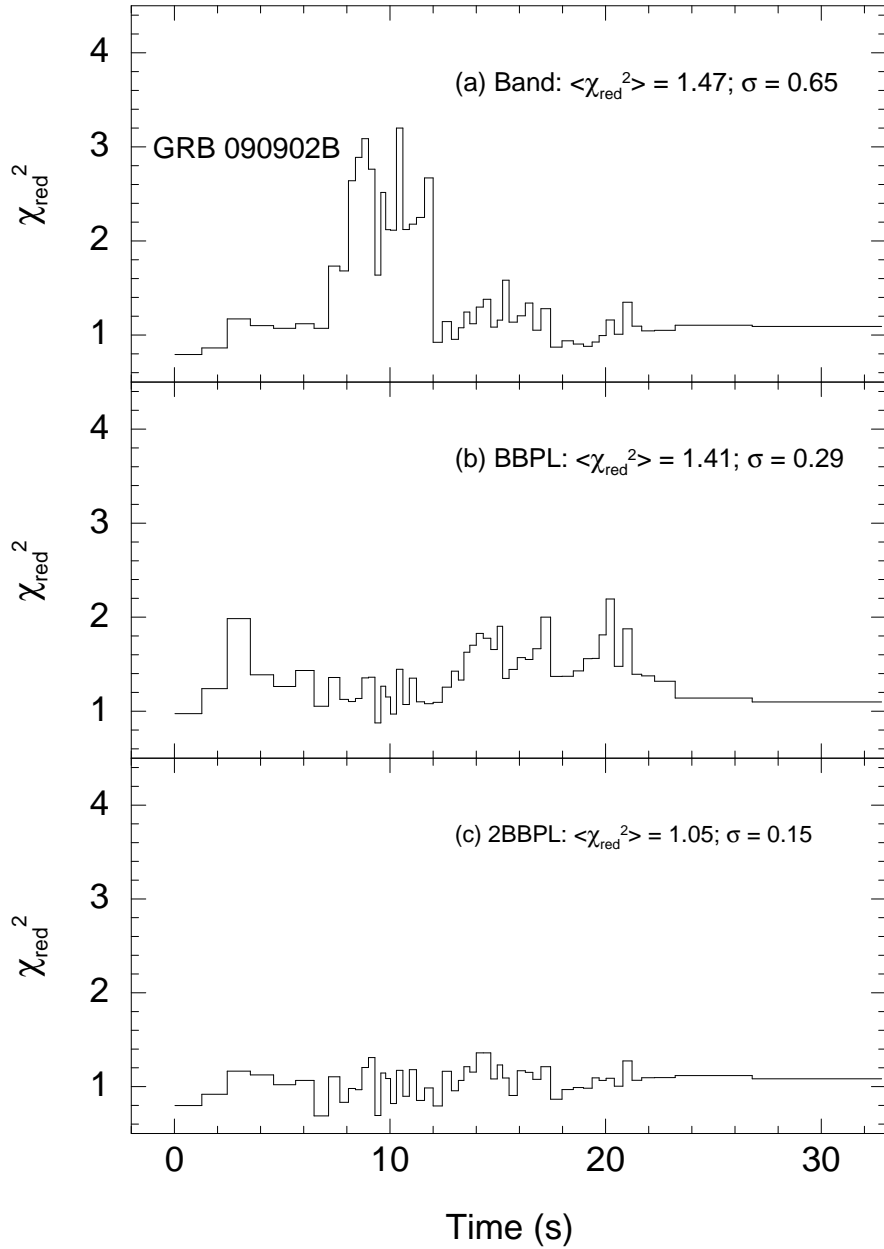 4
(a) Band: <χred²> = 1.47; σ = 0.65
3
GRB 090902B
χred²
2
1
4
(b) BBPL: <χred²> = 1.41; σ = 0.29
3
χred²
2
1
4
(c) 2BBPL: <χred²> = 1.05; σ = 0.15
3
χred²
2
1
0 10 20 30
Time (s)